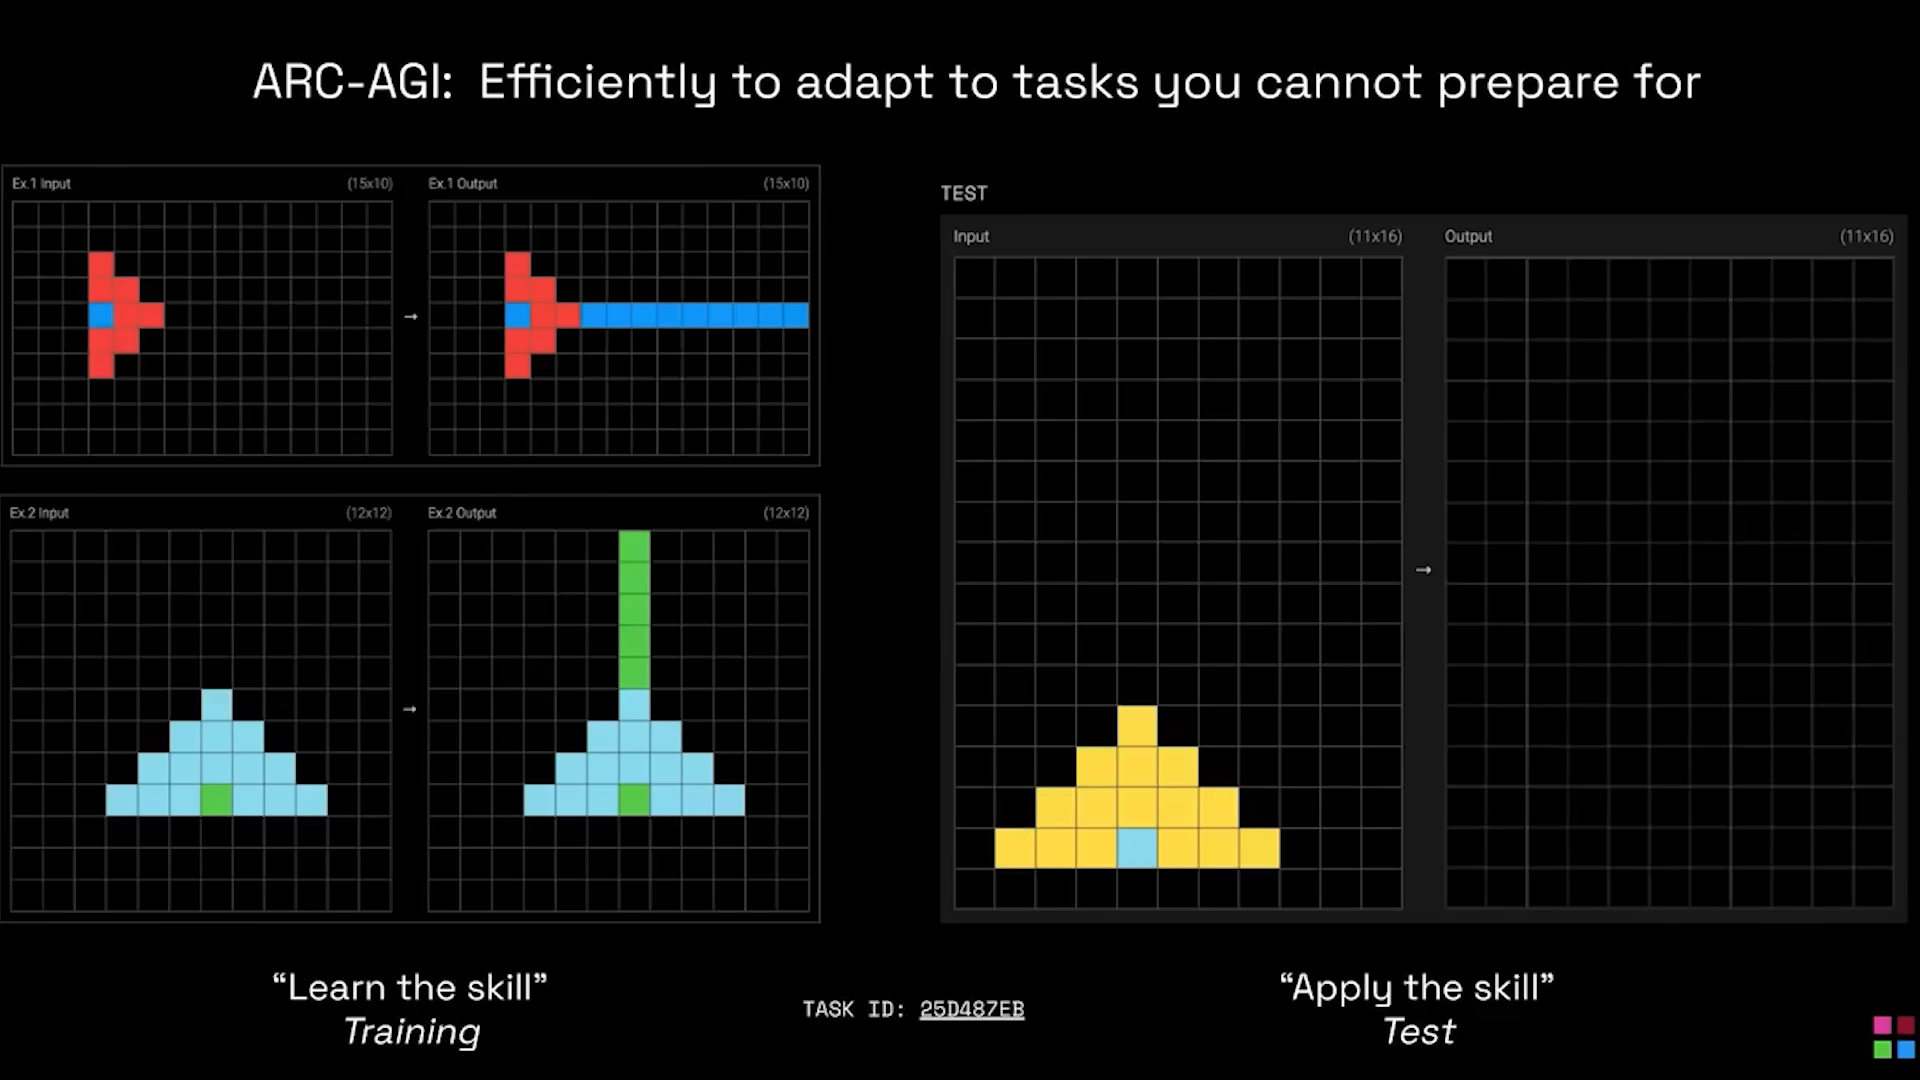 ARC-AGI: Efficiently to adapt to tasks you cannot prepare for
Ex.1 Input (15x10) Ex.1 Output (15x10)
→
Ex.2 Input (12x12) Ex.2 Output (12x12)
→
TEST
Input (11x16) Output (11x16)
→
“Learn the skill”
Training
TASK ID: 25D487EB
“Apply the skill”
Test